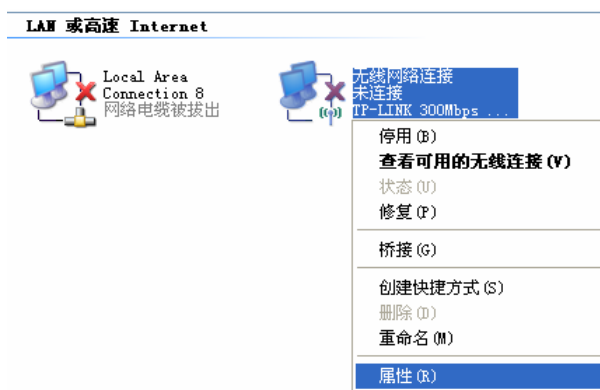 LAN 或高速 Internet
Local Area
Connection 8
网络电缆被拔出
无线网络连接
未连接
TP-LINK 300Mbps ...
停用(B)
查看可用的无线连接(V)
状态(U)
修复(P)
桥接(G)
创建快捷方式(S)
删除(D)
重命名(M)
属性(R)